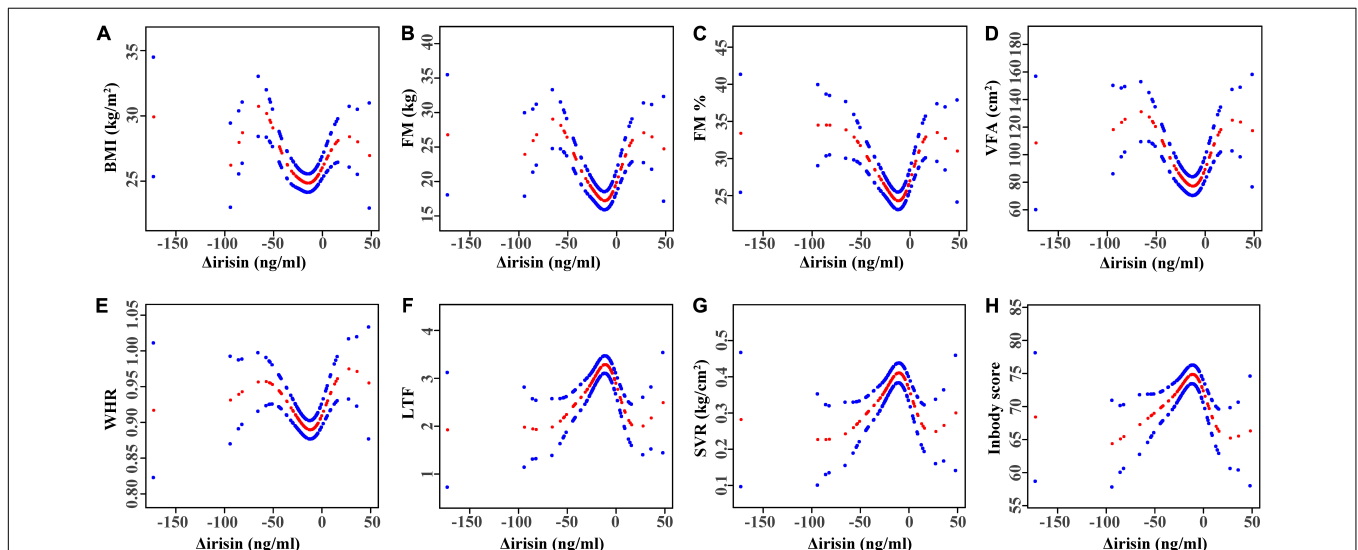 A
BMI (kg/m²)
35
30
25
-150 -100 -50 0 50
Δirisin (ng/ml)
B
FM (kg)
40
35
30
25
20
15
-150 -100 -50 0 50
Δirisin (ng/ml)
C
FM %
45
40
35
30
25
-150 -100 -50 0 50
Δirisin (ng/ml)
D
VFA (cm²)
180
160
140
120
100
80
60
-150 -100 -50 0 50
Δirisin (ng/ml)
E
WHR
1.05
1.00
0.95
0.90
0.85
0.80
-150 -100 -50 0 50
Δirisin (ng/ml)
F
LTF
4
3
2
1
-150 -100 -50 0 50
Δirisin (ng/ml)
G
SVR (kg/cm²)
0.5
0.4
0.3
0.2
0.1
-150 -100 -50 0 50
Δirisin (ng/ml)
H
Inbody score
85
80
75
70
65
60
55
-150 -100 -50 0 50
Δirisin (ng/ml)